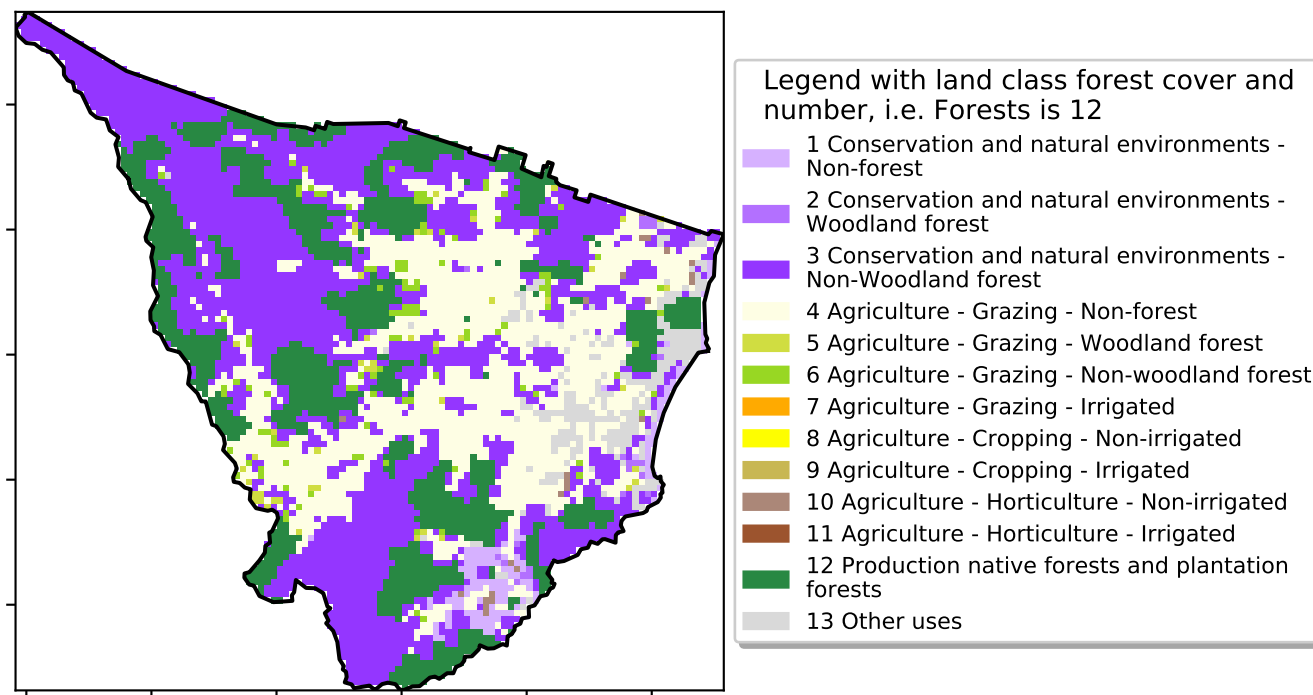 Legend with land class forest cover and
number, i.e. Forests is 12
1 Conservation and natural environments -
Non-forest
2 Conservation and natural environments -
Woodland forest
3 Conservation and natural environments -
Non-Woodland forest
4 Agriculture - Grazing - Non-forest
5 Agriculture - Grazing - Woodland forest
6 Agriculture - Grazing - Non-woodland forest
7 Agriculture - Grazing - Irrigated
8 Agriculture - Cropping - Non-irrigated
9 Agriculture - Cropping - Irrigated
10 Agriculture - Horticulture - Non-irrigated
11 Agriculture - Horticulture - Irrigated
12 Production native forests and plantation
forests
13 Other uses